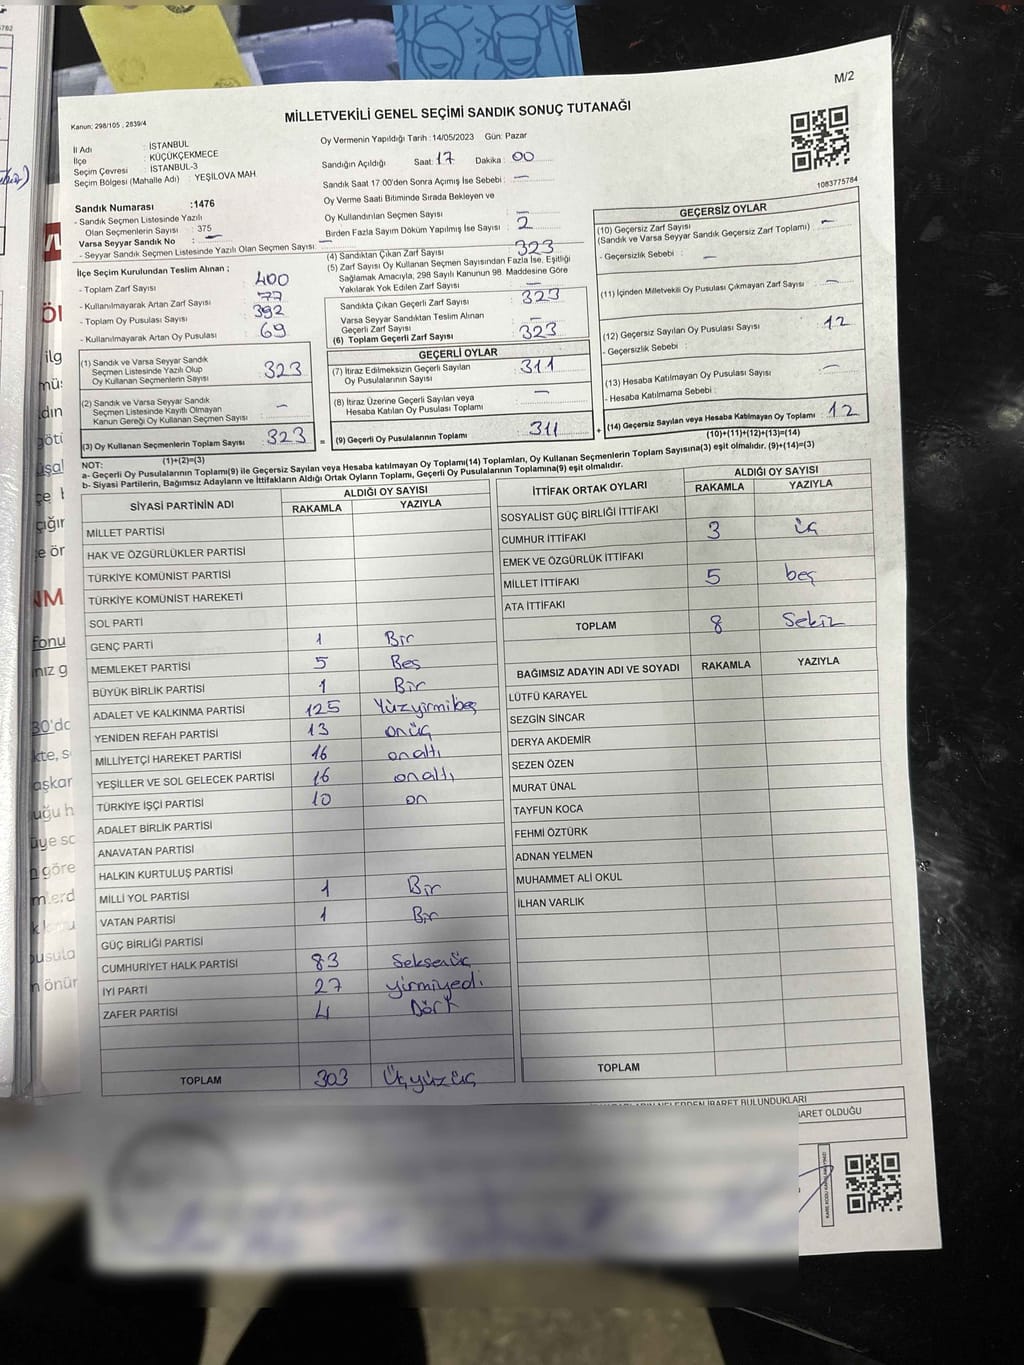 M/2
MİLLETVEKİLİ GENEL SEÇİMİ SANDIK SONUÇ TUTANAĞI
Kanun: 298/105 , 2839/4
İl Adı : İSTANBUL
İlçe : KÜÇÜKÇEKMECE
Seçim Çevresi : İSTANBUL-3
Seçim Bölgesi (Mahalle Adı) : YEŞİLOVA MAH
Sandık Numarası :1476
- Sandık Seçmen Listesinde Yazılı
Olan Seçmenlerin Sayısı : 375
Varsa Seyyar Sandık No : —
- Seyyar Sandık Seçmen Listesinde Yazılı Olan Seçmen Sayısı : —
Oy Vermenin Yapıldığı Tarih : 14/05/2023 Gün: Pazar
Sandığın Açıldığı Saat: 17 Dakika : 00
Sandık Saat 17:00'den Sonra Açımış İse Sebebi : —
Oy Verme Saati Bitiminde Sırada Bekleyen ve
Oy Kullandırılan Seçmen Sayısı : —
Birden Fazla Sayım Döküm Yapılmış İse Sayısı : 2
1083775784
İlçe Seçim Kurulundan Teslim Alınan ;
- Toplam Zarf Sayısı : 400
- Kullanılmayarak Artan Zarf Sayısı : 77
- Toplam Oy Pusulası Sayısı : 392
- Kullanılmayarak Artan Oy Pusulası : 69
(1) Sandık ve Varsa Seyyar Sandık
Seçmen Listesinde Yazılı Olup
Oy Kullanan Seçmenlerin Sayısı : 323
(2) Sandık ve Varsa Seyyar Sandık
Seçmen Listesinde Kayıtlı Olmayan
Kanun Gereği Oy Kullanan Seçmen Sayısı : —
(3) Oy Kullanan Seçmenlerin Toplam Sayısı : 323 =
(1)+(2)=(3)
(4) Sandıktan Çıkan Zarf Sayısı : 323
(5) Zarf Sayısı Oy Kullanan Seçmen Sayısından Fazla İse, Eşitliği
Sağlamak Amacıyla, 298 Sayılı Kanunun 98. Maddesine Göre
Yakılarak Yok Edilen Zarf Sayısı : —
Sandıkta Çıkan Geçerli Zarf Sayısı : 323
Varsa Seyyar Sandıktan Teslim Alınan
Geçerli Zarf Sayısı : —
(6) Toplam Geçerli Zarf Sayısı : 323
GEÇERLİ OYLAR
(7) İtiraz Edilmeksizin Geçerli Sayılan
Oy Pusulalarının Sayısı : 311
(8) İtiraz Üzerine Geçerli Sayılan veya
Hesaba Katılan Oy Pusulası Toplamı : —
(9) Geçerli Oy Pusulalarının Toplamı : 311 +
GEÇERSİZ OYLAR
(10) Geçersiz Zarf Sayısı : —
(Sandık ve Varsa Seyyar Sandık Geçersiz Zarf Toplamı)
- Geçersizlik Sebebi : —
(11) İçinden Milletvekili Oy Pusulası Çıkmayan Zarf Sayısı : —
(12) Geçersiz Sayılan Oy Pusulası Sayısı : 12
- Geçersizlik Sebebi :
(13) Hesaba Katılmayan Oy Pusulası Sayısı : —
- Hesaba Katılmama Sebebi :
(14) Geçersiz Sayılan veya Hesaba Katılmayan Oy Toplamı : 12
(10)+(11)+(12)+(13)=(14)
NOT:
a- Geçerli Oy Pusulalarının Toplamı(9) ile Geçersiz Sayılan veya Hesaba katılmayan Oy Toplamı(14) Toplamları, Oy Kullanan Seçmenlerin Toplam Sayısına(3) eşit olmalıdır. (9)+(14)=(3)
b- Siyasi Partilerin, Bağımsız Adayların ve İttifakların Aldığı Ortak Oyların Toplamı, Geçerli Oy Pusulalarının Toplamına(9) eşit olmalıdır.
SİYASİ PARTİNİN ADI ALDIĞI OY SAYISI
RAKAMLA YAZIYLA
MİLLET PARTİSİ
HAK VE ÖZGÜRLÜKLER PARTİSİ
TÜRKİYE KOMÜNİST PARTİSİ
TÜRKİYE KOMÜNİST HAREKETİ
SOL PARTİ
GENÇ PARTİ 1 Bir
MEMLEKET PARTİSİ 5 Beş
BÜYÜK BİRLİK PARTİSİ 1 Bir
ADALET VE KALKINMA PARTİSİ 125 Yüzyirmibeş
YENİDEN REFAH PARTİSİ 13 onüç
MİLLİYETÇİ HAREKET PARTİSİ 16 onaltı
YEŞİLLER VE SOL GELECEK PARTİSİ 16 onaltı
TÜRKİYE İŞÇİ PARTİSİ 10 on
ADALET BİRLİK PARTİSİ
ANAVATAN PARTİSİ
HALKIN KURTULUŞ PARTİSİ
MİLLİ YOL PARTİSİ 1 Bir
VATAN PARTİSİ 1 Bir
GÜÇ BİRLİĞİ PARTİSİ
CUMHURİYET HALK PARTİSİ 83 Seksenüç
İYİ PARTİ 27 yirmiyedi
ZAFER PARTİSİ 4 Dört
TOPLAM 303 Üçyüzüç
İTTİFAK ORTAK OYLARI ALDIĞI OY SAYISI
RAKAMLA YAZIYLA
SOSYALİST GÜÇ BİRLİĞİ İTTİFAKI
CUMHUR İTTİFAKI 3 üç
EMEK VE ÖZGÜRLÜK İTTİFAKI
MİLLET İTTİFAKI 5 beş
ATA İTTİFAKI
TOPLAM 8 Sekiz
BAĞIMSIZ ADAYIN ADI VE SOYADI RAKAMLA YAZIYLA
LÜTFÜ KARAYEL
SEZGİN SİNCAR
DERYA AKDEMİR
SEZEN ÖZEN
MURAT ÜNAL
TAYFUN KOCA
FEHMİ ÖZTÜRK
ADNAN YELMEN
MUHAMMET ALİ OKUL
İLHAN VARLIK
TOPLAM
BULUNDUKLARI
BARET OLDUĞU